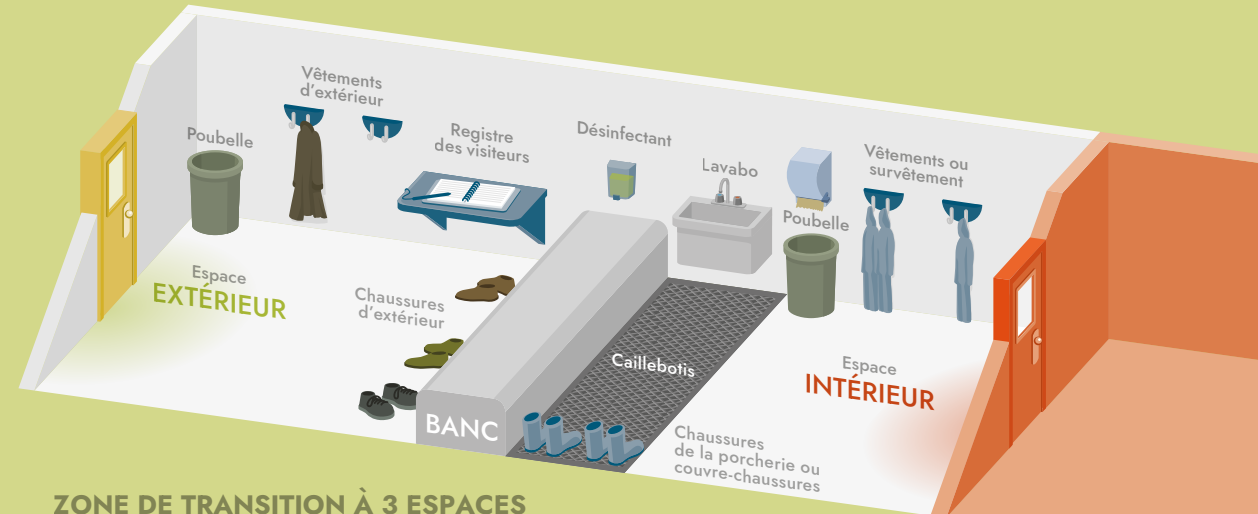 Vêtements
d'extérieur
Poubelle
Registre
des visiteurs
Désinfectant
Lavabo
Poubelle
Vêtements ou
survêtement
Espace
EXTÉRIEUR
Chaussures
d'extérieur
Caillebotis
BANC
Espace
INTÉRIEUR
Chaussures
de la porcherie ou
couvre-chaussures
ZONE DE TRANSITION À 3 ESPACES